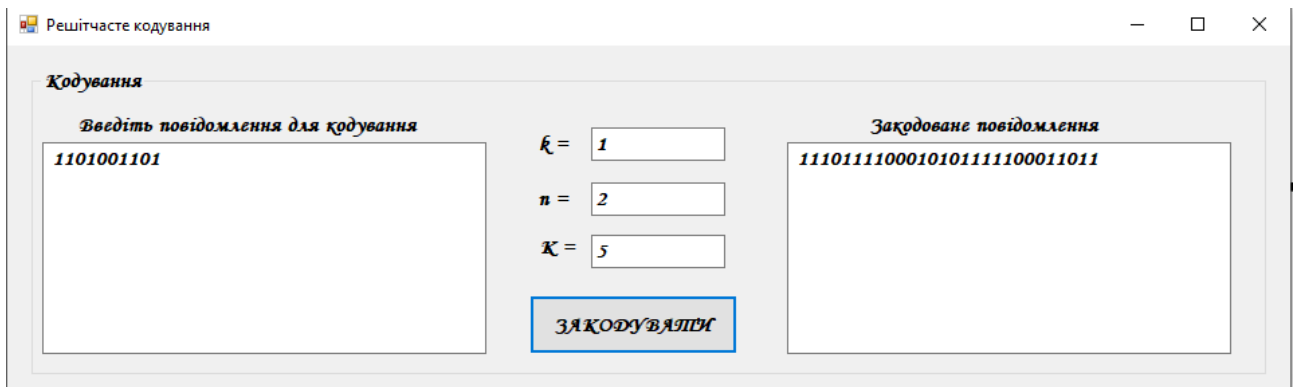 Решітчасте кодування
Кодування
Введіть повідомлення для кодування
1101001101
k =
1
n =
2
K =
5
ЗАКОДУВАТИ
Закодоване повідомлення
1110111100010101111100011011